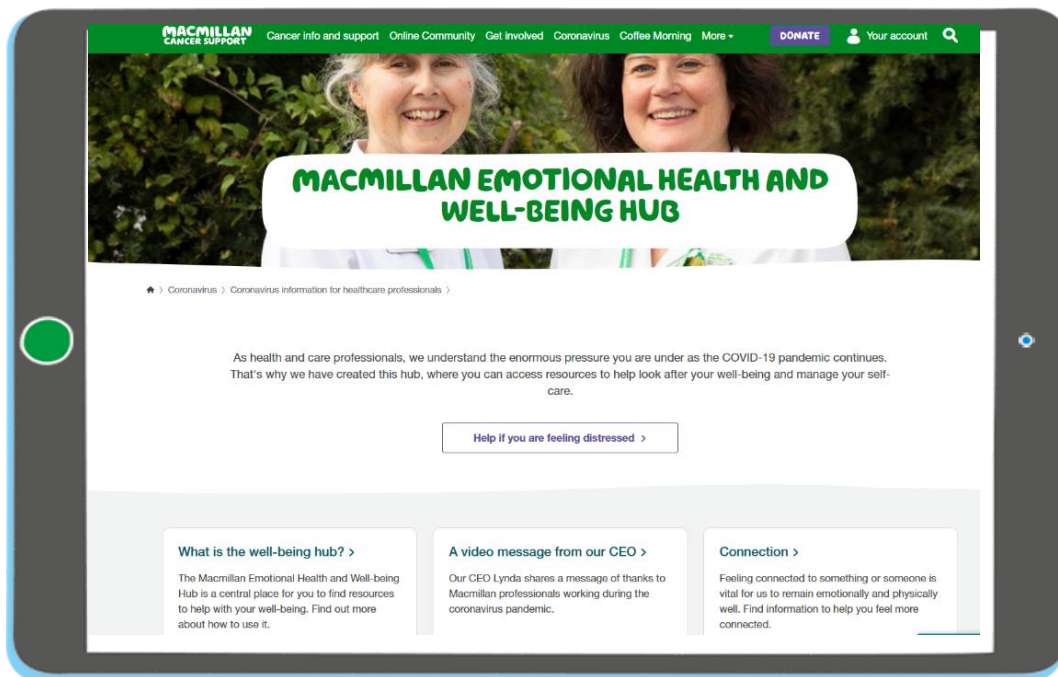 MACMILLAN
CANCER SUPPORT
Cancer info and support Online Community Get involved Coronavirus Coffee Morning More DONATE Your account
MACMILLAN EMOTIONAL HEALTH AND
WELL-BEING HUB
Coronavirus > Coronavirus information for healthcare professionals >
As health and care professionals, we understand the enormous pressure you are under as the COVID-19 pandemic continues.
That's why we have created this hub, where you can access resources to help look after your well-being and manage your self-
care.
Help if you are feeling distressed >
What is the well-being hub? >
The Macmillan Emotional Health and Well-being
Hub is a central place for you to find resources
to help with your well-being. Find out more
about how to use it.
A video message from our CEO >
Our CEO Lynda shares a message of thanks to
Macmillan professionals working during the
coronavirus pandemic.
Connection >
Feeling connected to something or someone is
vital for us to remain emotionally and physically
well. Find information to help you feel more
connected.